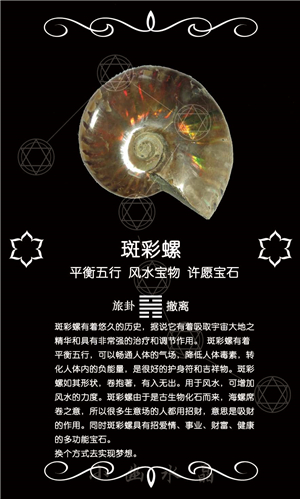 斑彩螺
平衡五行 风水宝物 许愿宝石
旅卦 撤离
斑彩螺有着悠久的历史，据说它有着吸取宇宙大地之
精华和具有非常强的治疗和调节作用。 斑彩螺有着
平衡五行，可以畅通人体的气场，降低人体毒素，转
化人体内的负能量，是很好的护身符和吉祥物。斑彩
螺如其形状，卷抱著，有入无出。用于风水，可增加
风水的力度。斑彩螺由于是古生物化石而来，海螺席
卷之意，所以很多生意场的人都用招财，意思是吸财
的作用。同时斑彩螺具有招爱情、事业、财富、健康
的多功能宝石。
换个方式去实现梦想。